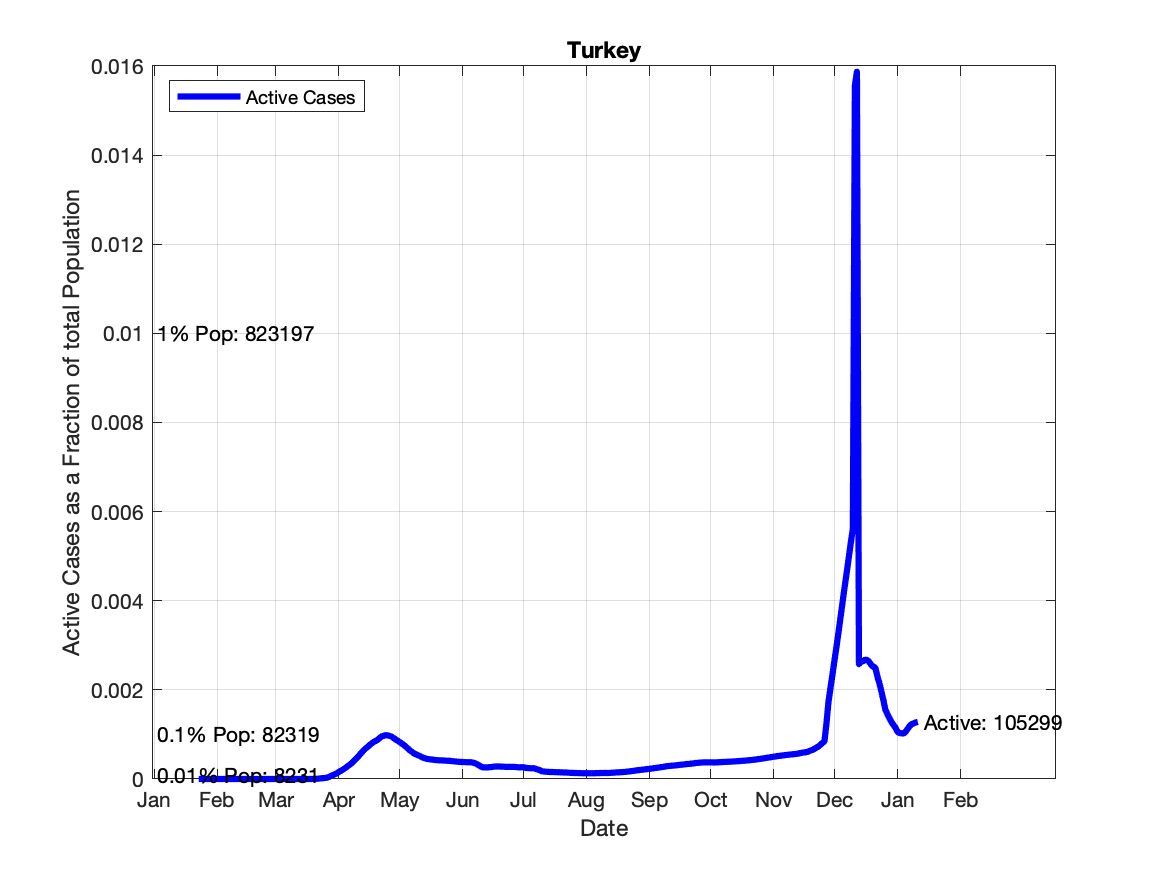 Turkey
0.016
Active Cases
0.014
0.012
0.01
1% Pop: 823197
0.008
0.006
0.004
0.002
0.1% Pop: 82319
Active: 105299
0
0.01% Pop: 8231
Jan Feb Mar Apr May Jun Jul Aug Sep Oct Nov Dec Jan Feb
Date
Active Cases as a Fraction of total Population